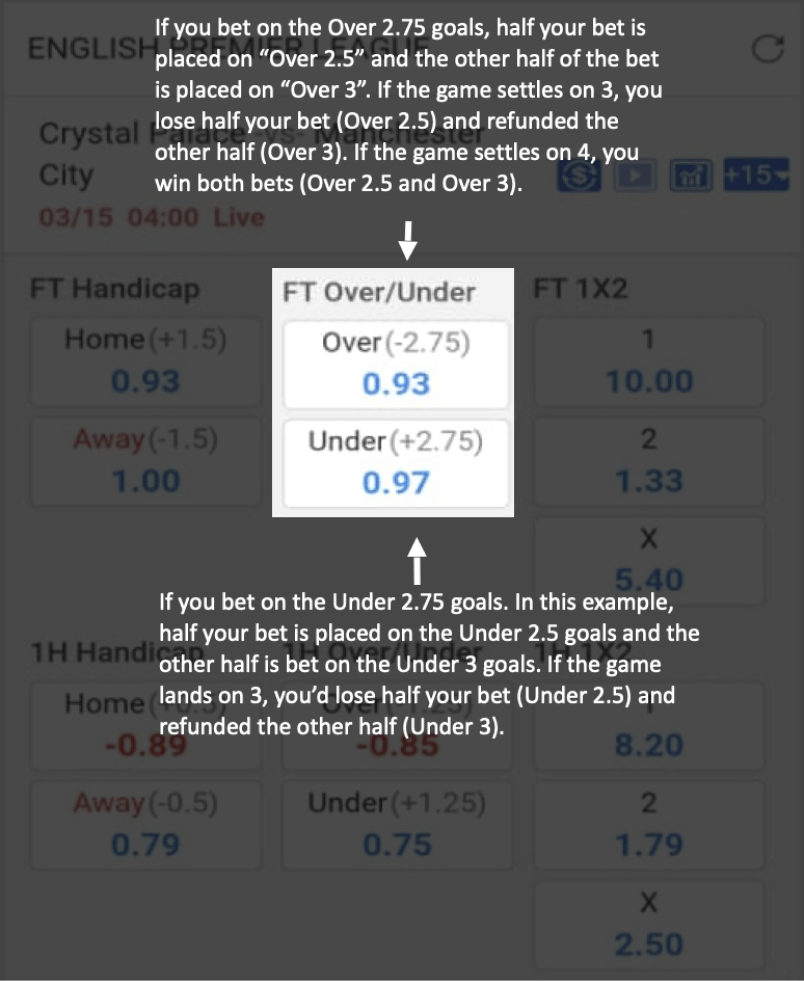 If you bet on the Over 2.75 goals, half your bet is
ENGLISH PREMIER LEAGUE
placed on “Over 2.5” and the other half of the bet
is placed on “Over 3”. If the game settles on 3, you
lose half your bet (Over 2.5) and refunded the
Crystal Palace -vs- Manchester
other half (Over 3). If the game settles on 4, you
City
win both bets (Over 2.5 and Over 3).
+15
03/15 04:00 Live
FT Handicap
FT Over/Under
FT 1X2
Home(+1.5)
Over(-2.75)
1
0.93
0.93
10.00
Away(-1.5)
Under(+2.75)
2
1.00
0.97
1.33
X
5.40
If you bet on the Under 2.75 goals. In this example,
half your bet is placed on the Under 2.5 goals and the
1H Handicap
1H Over/Under
1H 1X2
other half is bet on the Under 3 goals. If the game
lands on 3, you’d lose half your bet (Under 2.5) and
Home(+0.5)
Over(-1.25)
1
refunded the other half (Under 3).
-0.89
-0.85
8.20
Away(-0.5)
Under(+1.25)
2
0.79
0.75
1.79
X
2.50